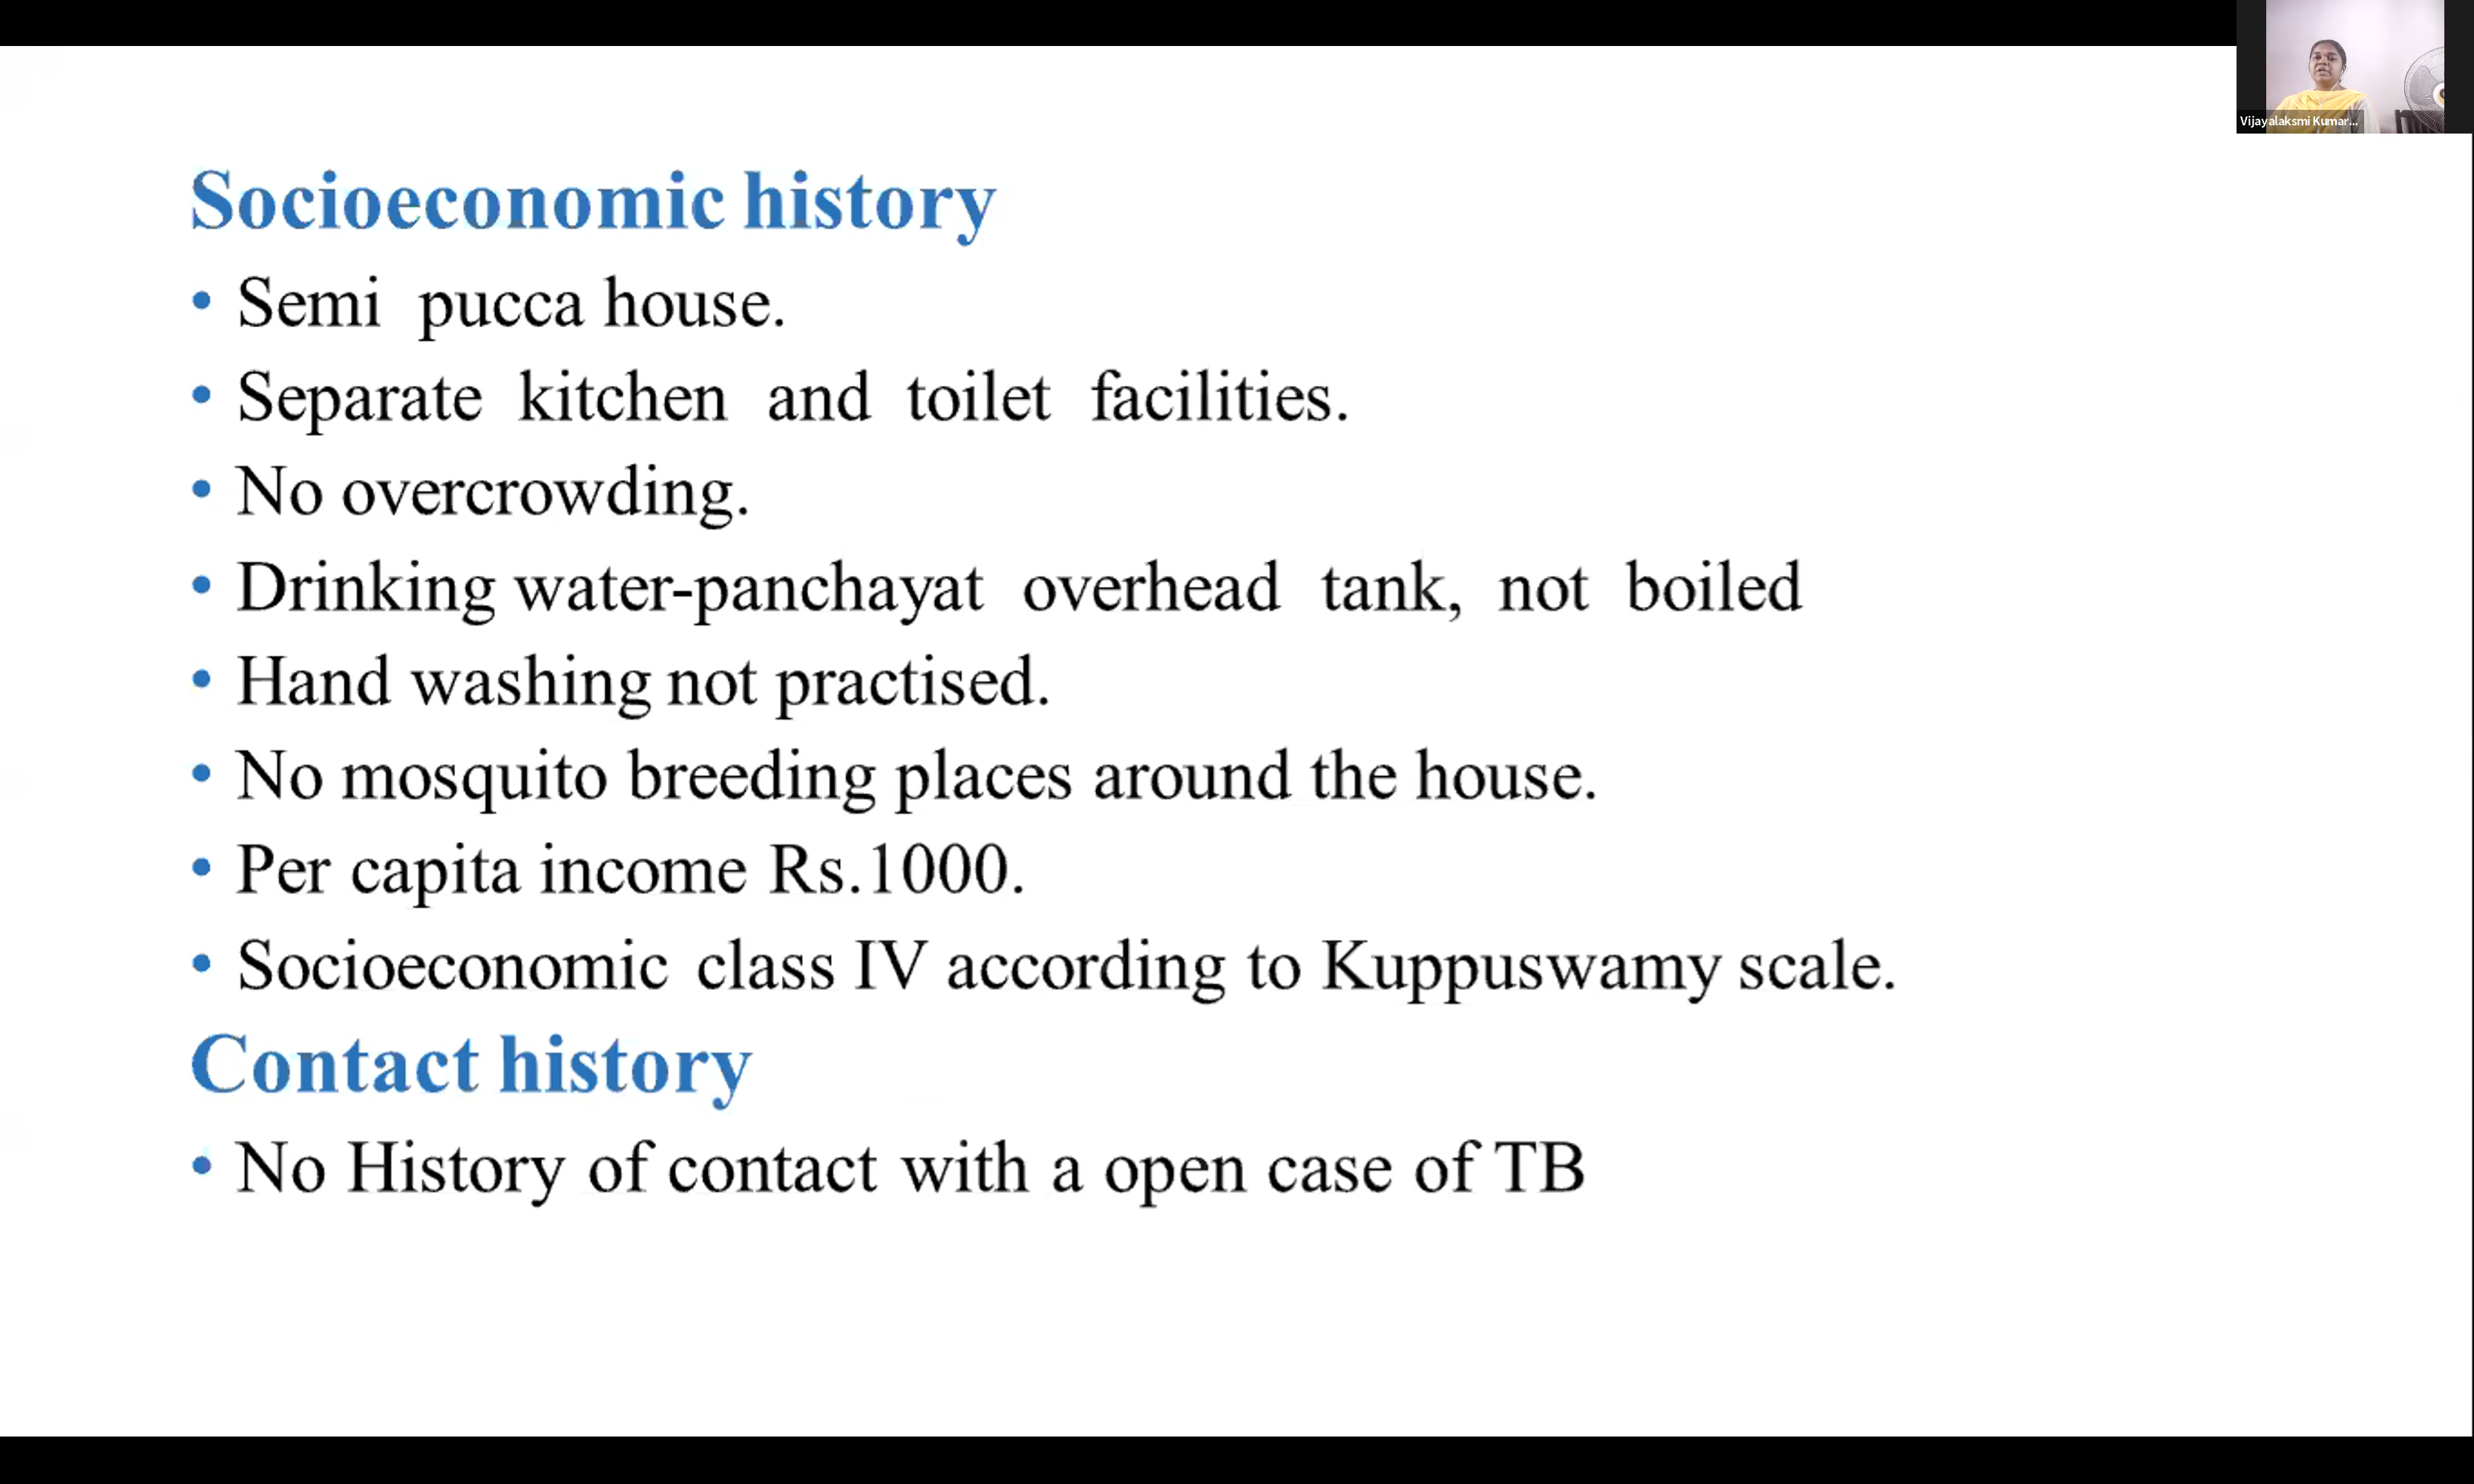 Vijayalaksmi Kumar...
Socioeconomic history
• Semi pucca house.
• Separate kitchen and toilet facilities.
• No overcrowding.
• Drinking water-panchayat overhead tank, not boiled
• Hand washing not practised.
• No mosquito breeding places around the house.
• Per capita income Rs.1000.
• Socioeconomic class IV according to Kuppuswamy scale.
Contact history
• No History of contact with a open case of TB